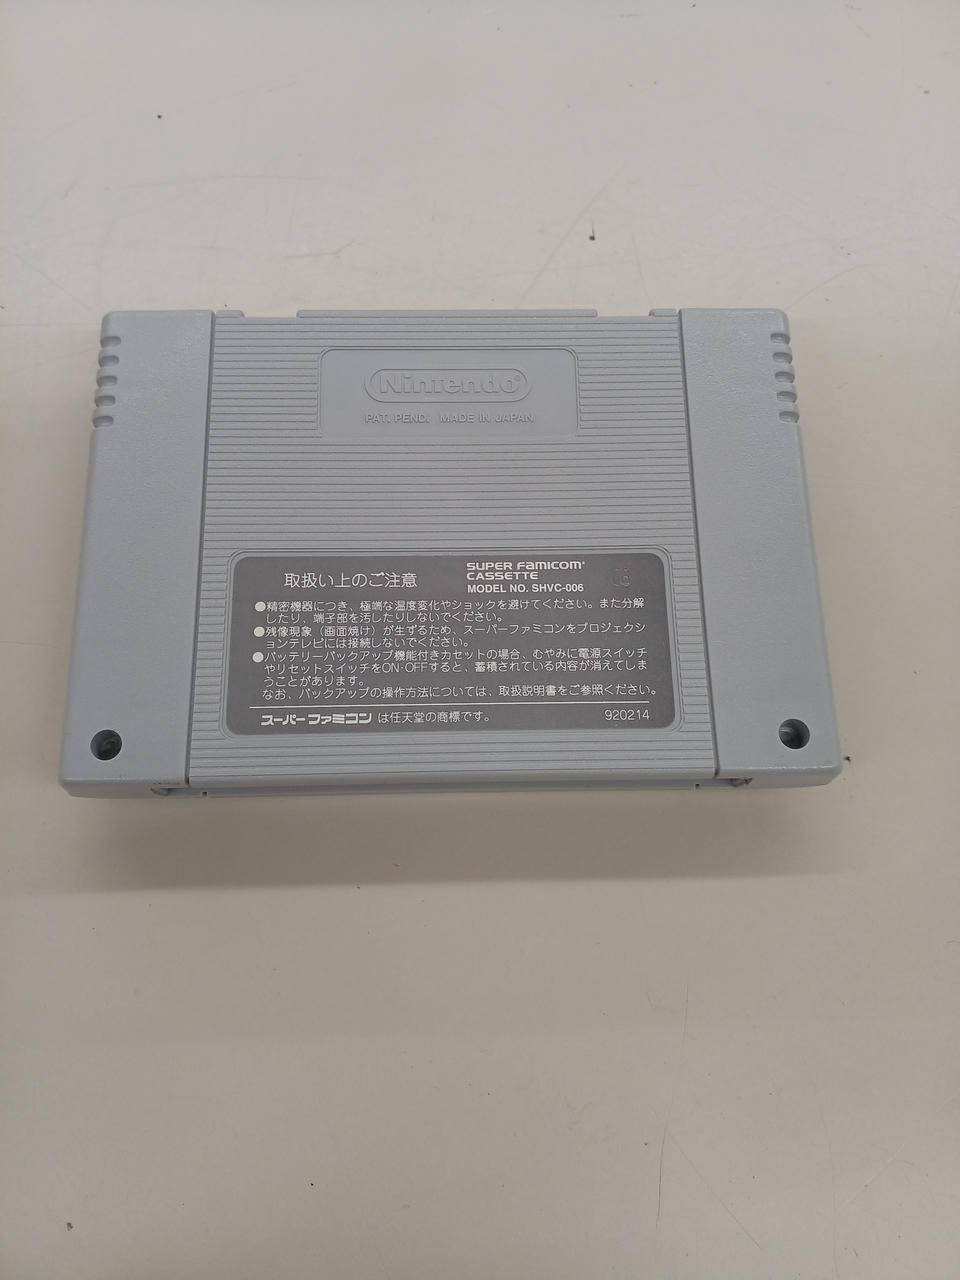 Nintendo®
PAT. PEND. MADE IN JAPAN
取扱い上のご注意
SUPER FAMICOM®
CASSETTE
MODEL NO. SHVC-006
●精密機器につき、極端な温度変化やショックを避けてください。また分解
したり、端子部を汚したりしないでください。
●残像現象（画面焼け）が生ずるため、スーパーファミコンをプロジェクシ
ョンテレビには接続しないでください。
●バッテリーバックアップ機能付きカセットの場合、むやみに電源スイッチ
やリセットスイッチをON・OFFすると、蓄積されている内容が消えてしま
うことがあります。
なお、バックアップの操作方法については、取扱説明書をご参照ください。
スーパーファミコン は任天堂の商標です。
920214